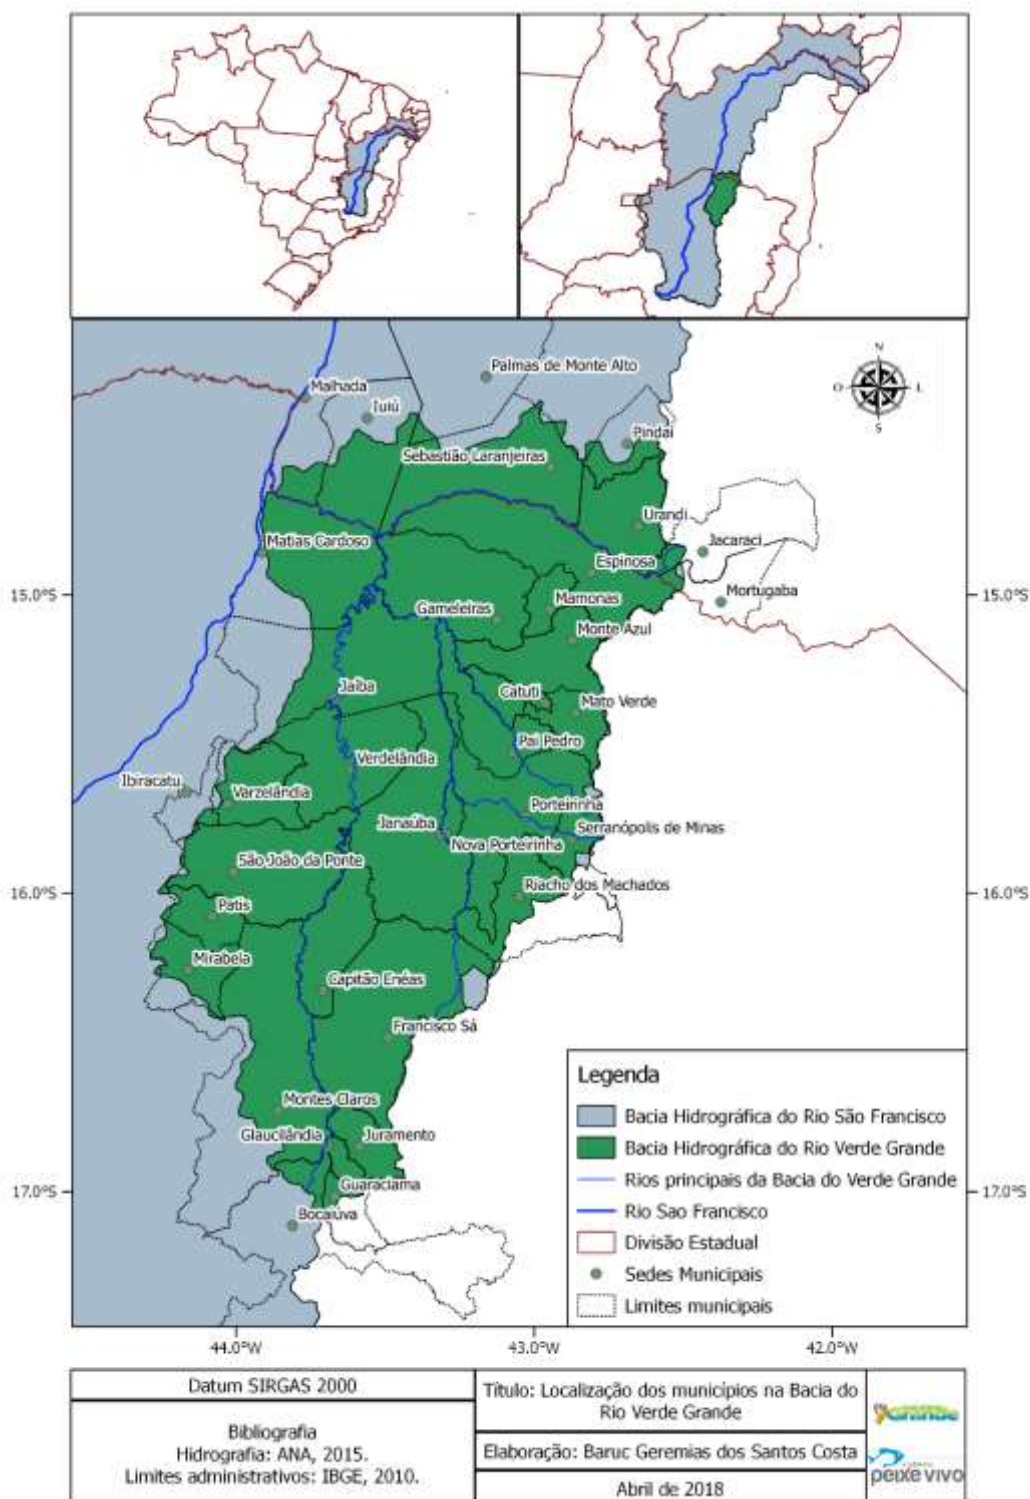 N
O
L
S
Palmas de Monte Alto
Malhada
Iuiú
Pindaí
Sebastião Laranjeiras
Urandi
Jacaraci
Matias Cardoso
Espinosa
15.0°S
Mamonas
Mortugaba
15.0°S
Gameleiras
Monte Azul
Jaíba
Catuti
Mato Verde
Pai Pedro
Verdelândia
Ibiracatu
Varzelândia
Porteirinha
Janaúba
Serranópolis de Minas
Nova Porteirinha
São João da Ponte
Riacho dos Machados
16.0°S
16.0°S
Patis
Mirabela
Capitão Enéas
Francisco Sá
Montes Claros
Glaucilândia
Juramento
17.0°S
Guaraciama
17.0°S
Bocaiúva
Legenda
Bacia Hidrográfica do Rio São Francisco
Bacia Hidrográfica do Rio Verde Grande
Rios principais da Bacia do Verde Grande
Rio Sao Francisco
Divisão Estadual
Sedes Municipais
Limites municipais
44.0°W
43.0°W
42.0°W
Datum SIRGAS 2000
Bibliografia
Hidrografia: ANA, 2015.
Limites administrativos: IBGE, 2010.
Título: Localização dos municípios na Bacia do
Rio Verde Grande
Elaboração: Baruc Geremias dos Santos Costa
Abril de 2018
Grande
peixe vivo